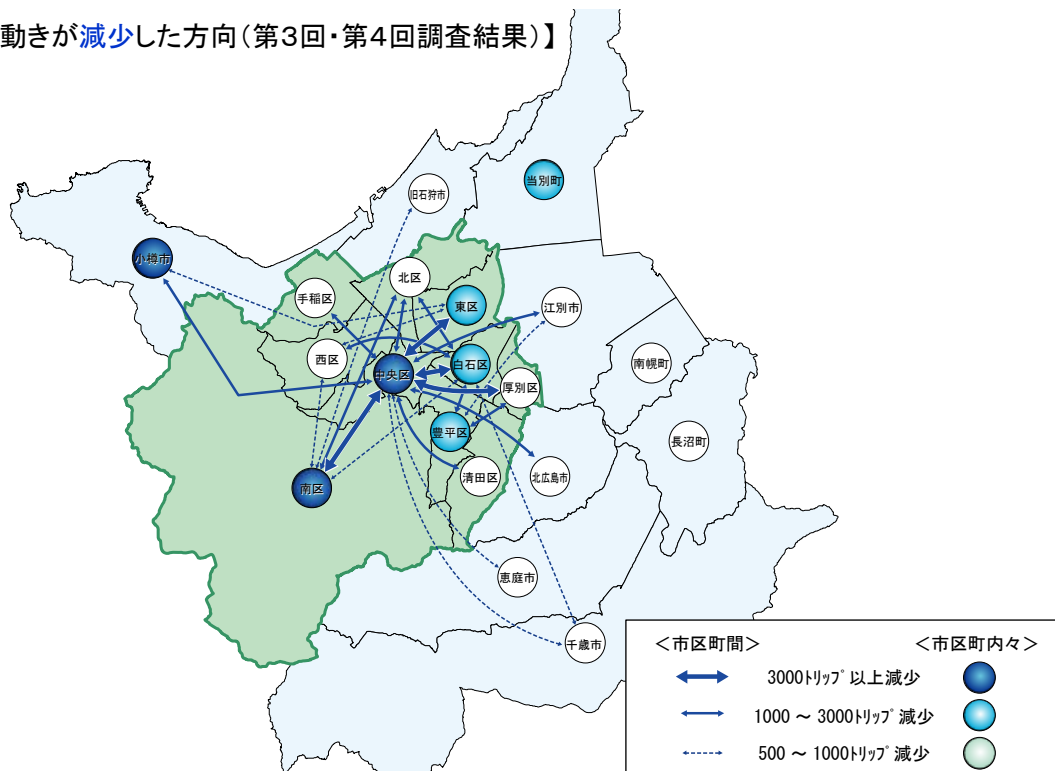 動きが減少した方向(第3回・第4回調査結果)】
当別町
旧石狩市
小樽市
北区
手稲区
東区
江別市
西区
白石区
南幌町
中央区
厚別区
豊平区
長沼町
清田区
北広島市
南区
恵庭市
千歳市
<市区町間> <市区町内々>
3000トリップ以上減少
1000 ~ 3000トリップ減少
500 ~ 1000トリップ減少